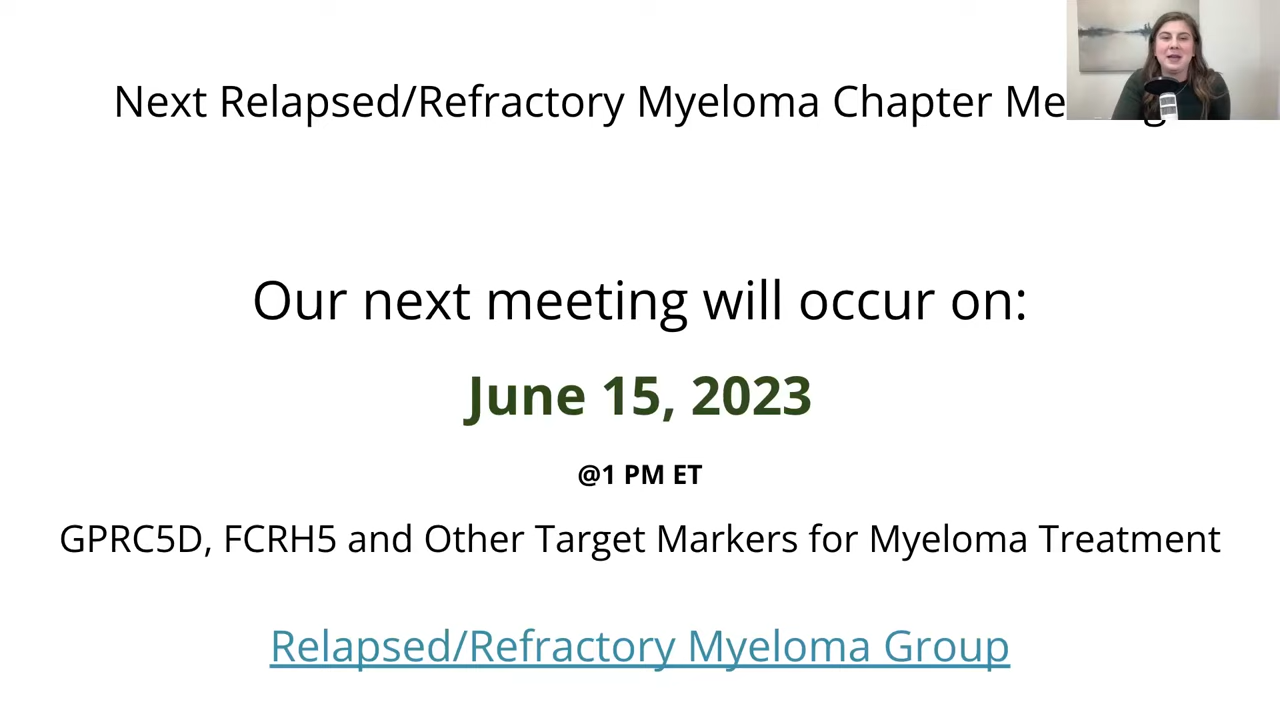 Next Relapsed/Refractory Myeloma Chapter
Our next meeting will occur on:
June 15, 2023
@1 PM ET
GPRC5D, FCRH5 and Other Target Markers for Myeloma Treatment
Relapsed/Refractory Myeloma Group